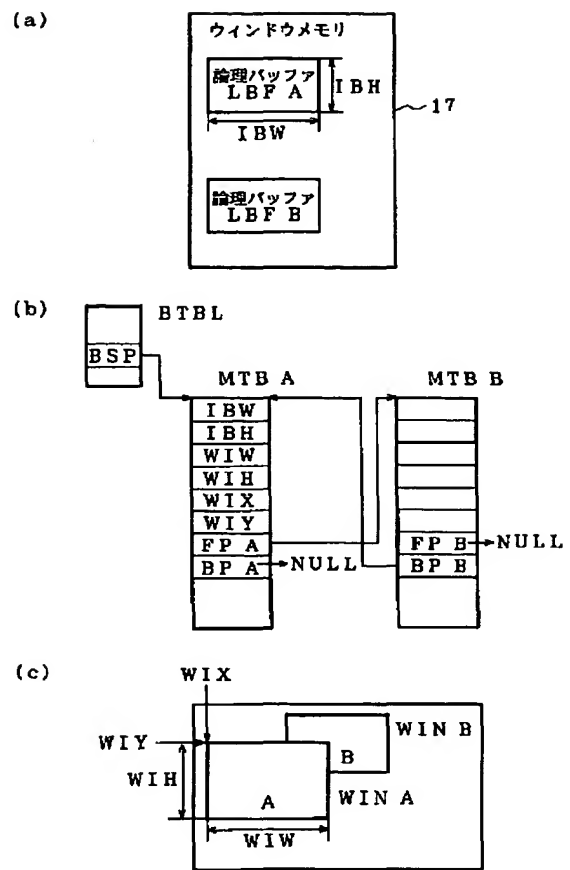 (a)
ウィンドウメモリ
論理バッファ
LBF A
IBH
IBW
17
論理バッファ
LBF B
(b)
BTBL
BSP
MTB A
MTB B
IBW
IBH
WIW
WIH
WIX
WIY
FP A
FP B
NULL
BP A
NULL
BP B
(c)
WIX
WIY
WIN B
WIH
B
A
WIN A
WIW